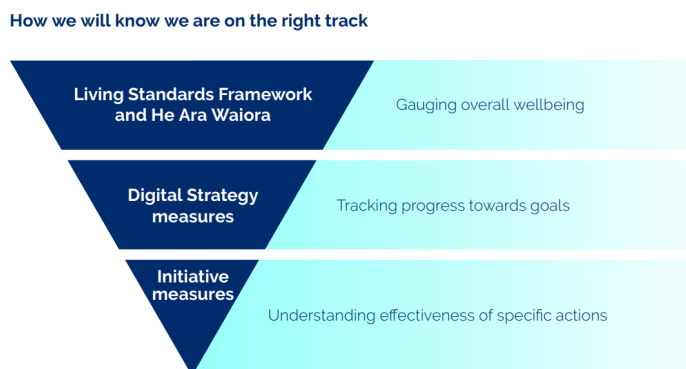 How we will know we are on the right track
Living Standards Framework
and He Ara Waiora
Gauging overall wellbeing
Digital Strategy
measures
Tracking progress towards goals
Initiative
measures
Understanding effectiveness of specific actions